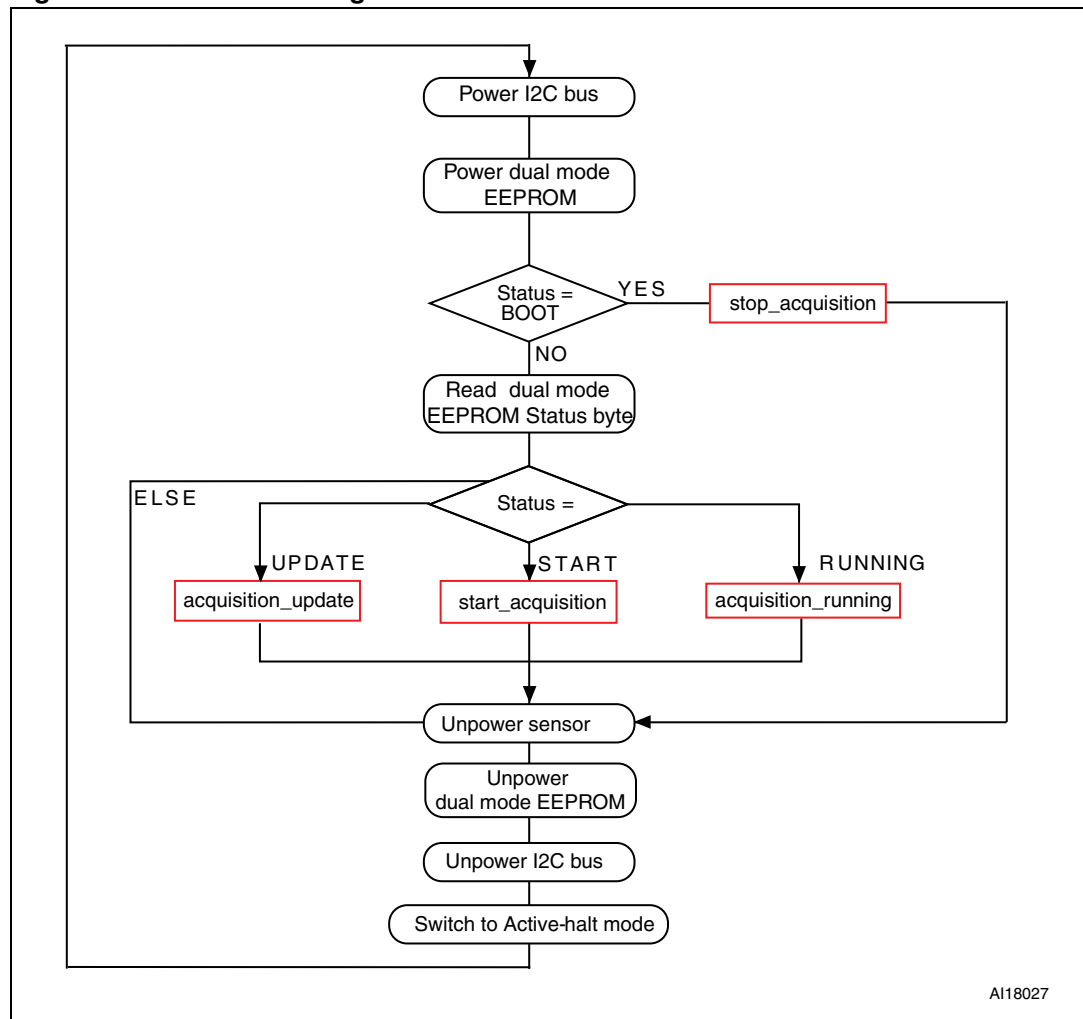 Power I2C bus
Power dual mode
EEPROM
Status =
BOOT
YES
stop_acquisition
NO
Read dual mode
EEPROM Status byte
ELSE
Status =
UPDATE
START
RUNNING
acquisition_update
start_acquisition
acquisition_running
Unpower sensor
Unpower
dual mode EEPROM
Unpower I2C bus
Switch to Active-halt mode
AI18027